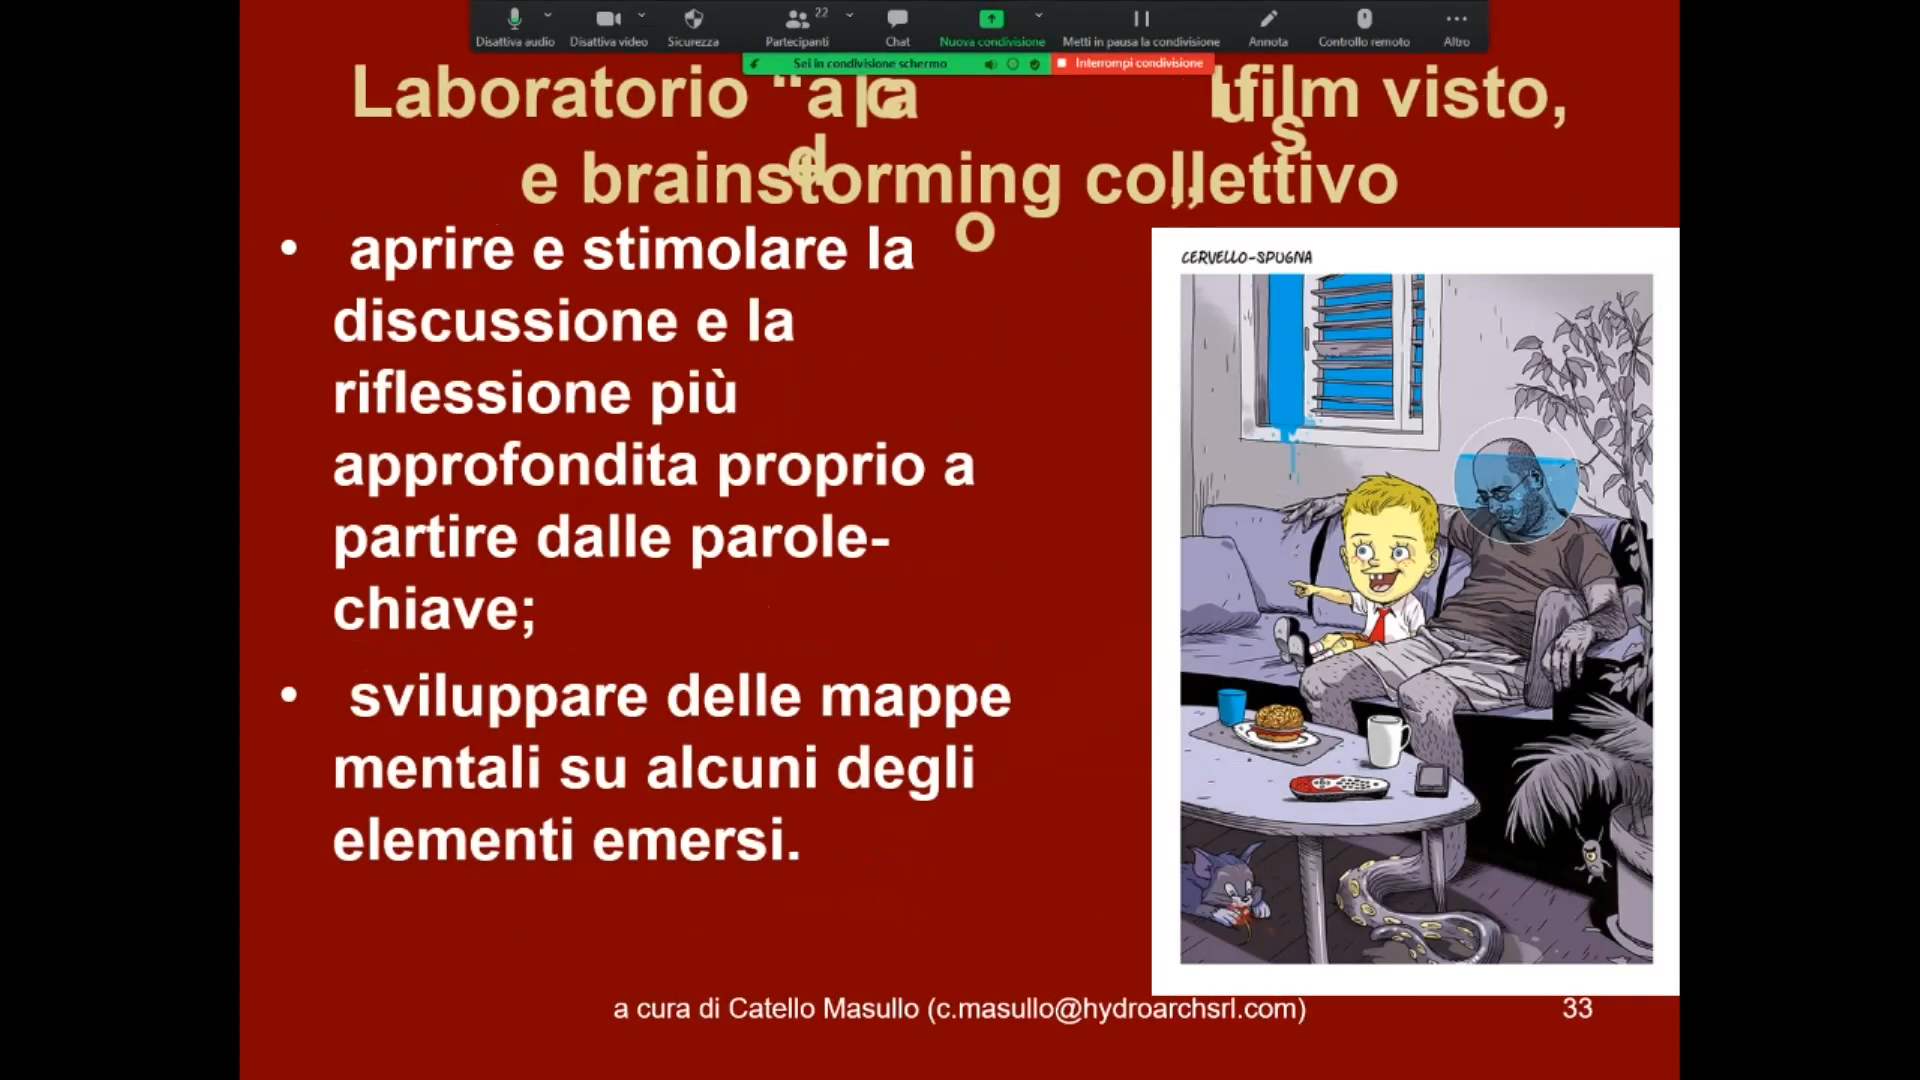 Disattiva audio
Disattiva video
Sicurezza
Partecipanti
22
Chat
Nuova condivisione
Metti in pausa la condivisione
Annota
Controllo remoto
Altro
Sei in condivisione schermo
Interrompi condivisione
Laboratorio
film visto,
e brainstorming collettivo
• aprire e stimolare la
discussione e la
riflessione più
approfondita proprio a
partire dalle parole-
chiave;
• sviluppare delle mappe
mentali su alcuni degli
elementi emersi.
CERVELLO-SPUGNA
a cura di Catello Masullo (c.masullo@hydroarchsrl.com)
33